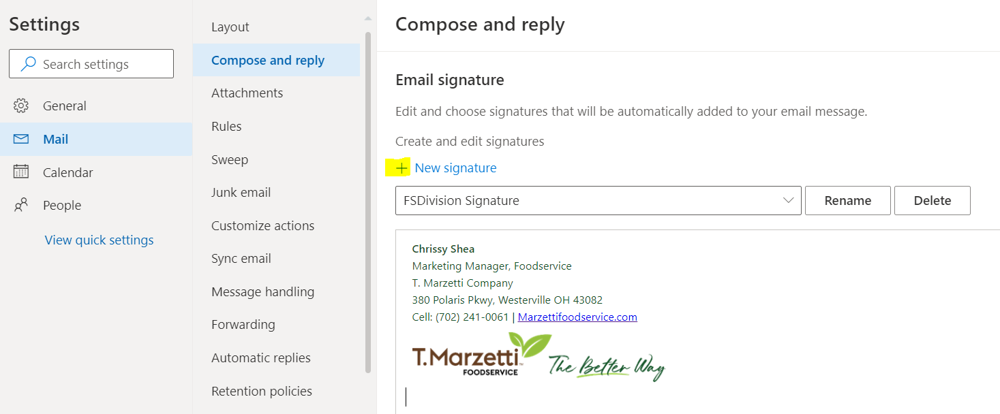 Settings
Search settings
General
Mail
Calendar
People
View quick settings
Layout
Compose and reply
Attachments
Rules
Sweep
Junk email
Customize actions
Sync email
Message handling
Forwarding
Automatic replies
Retention policies
Compose and reply
Email signature
Edit and choose signatures that will be automatically added to your email message.
Create and edit signatures
+ New signature
FSDivision Signature
Rename
Delete
Chrissy Shea
Marketing Manager, Foodservice
T. Marzetti Company
380 Polaris Pkwy, Westerville OH 43082
Cell: (702) 241-0061 | Marzettifoodservice.com
T.Marzetti™ The Better Way
FOODSERVICE